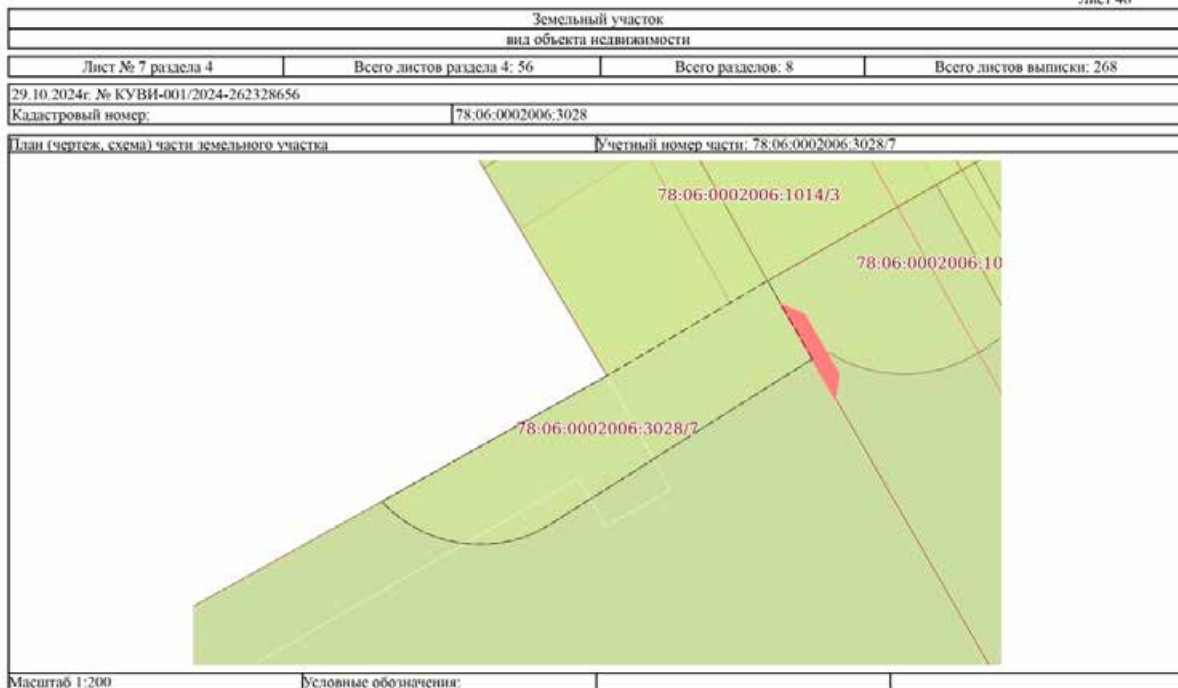 Земельный участок
вид объекта недвижимости
Лист № 7 раздела 4 Всего листов раздела 4: 56 Всего разделов: 8 Всего листов выписки: 268
29.10.2024г. № КУВИ-001/2024-262328656
Кадастровый номер: 78:06:0002006:3028
План (чертеж, схема) части земельного участка Учетный номер части: 78:06:0002006:3028/7
78:06:0002006:1014/3
78:06:0002006:10
78:06:0002006:3028/7
Масштаб 1:200 Условные обозначения: